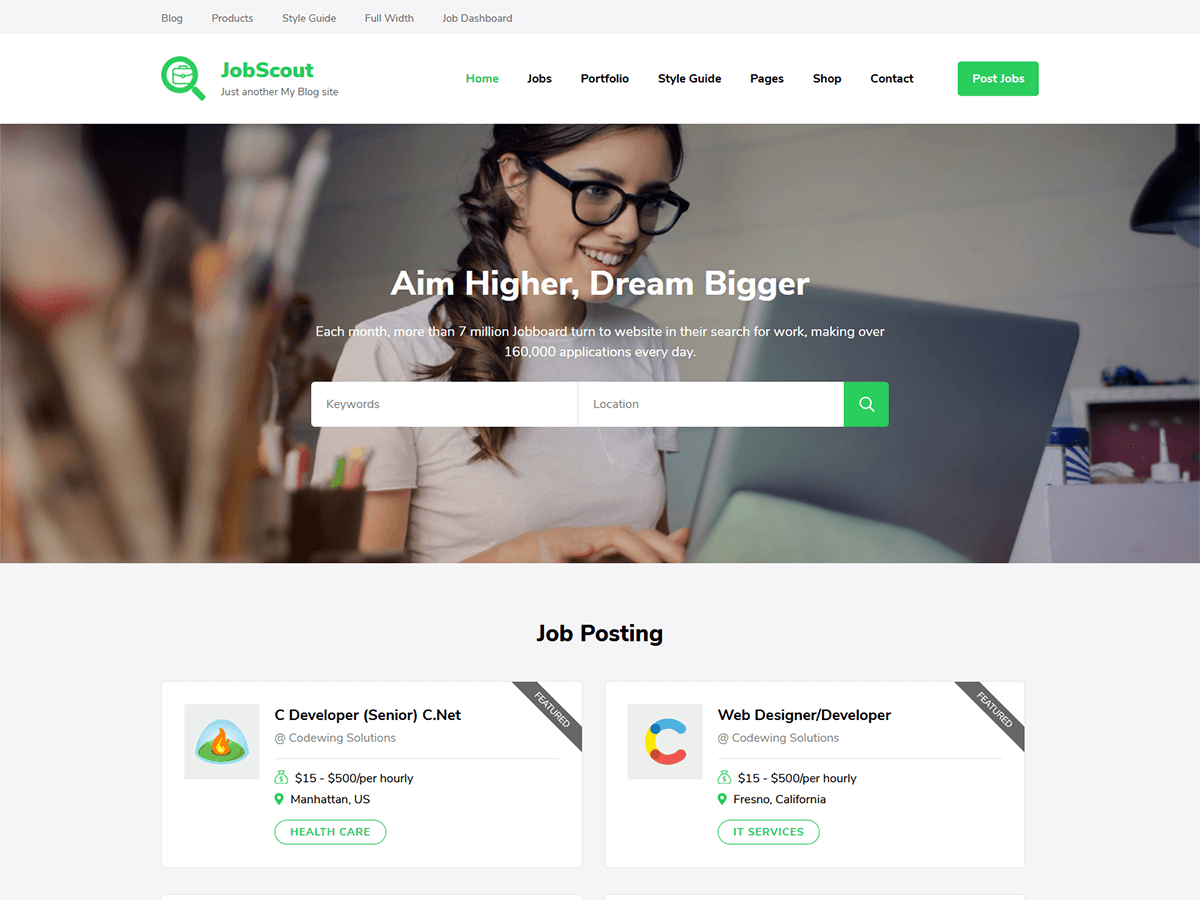 Blog Products Style Guide Full Width Job Dashboard
JobScout
Just another My Blog site
Home Jobs Portfolio Style Guide Pages Shop Contact Post Jobs
Aim Higher, Dream Bigger
Each month, more than 7 million Jobboard turn to website in their search for work, making over
160,000 applications every day.
Keywords Location
Job Posting
FEATURED
C Developer (Senior) C.Net
@ Codewing Solutions
$15 - $500/per hourly
Manhattan, US
HEALTH CARE
FEATURED
Web Designer/Developer
@ Codewing Solutions
$15 - $500/per hourly
Fresno, California
IT SERVICES